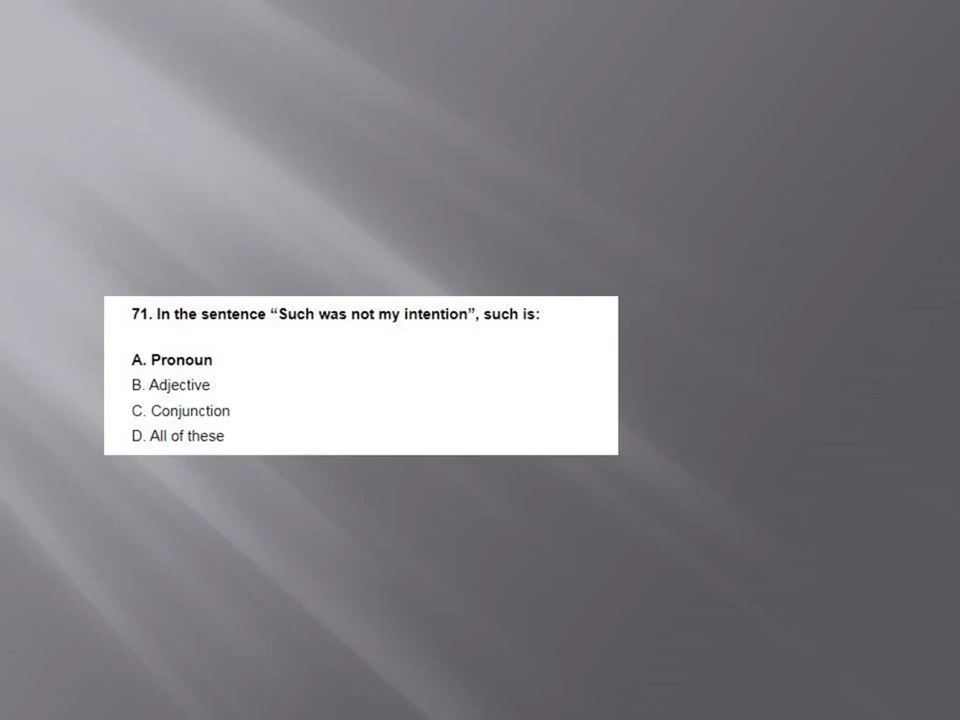 71. In the sentence “Such was not my intention”, such is:
A. Pronoun
B. Adjective
C. Conjunction
D. All of these